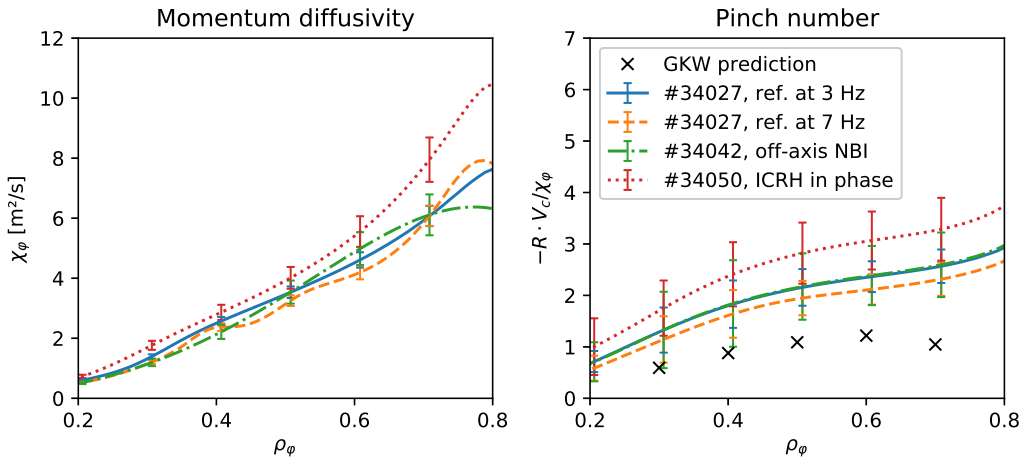 Momentum diffusivity
12
10
8
6
4
2
0
χφ [m²/s]
0.2 0.4 0.6 0.8
ρφ
Pinch number
7
6
5
4
3
2
1
0
−R · Vc/χφ
0.2 0.4 0.6 0.8
ρφ
GKW prediction
#34027, ref. at 3 Hz
#34027, ref. at 7 Hz
#34042, off-axis NBI
#34050, ICRH in phase